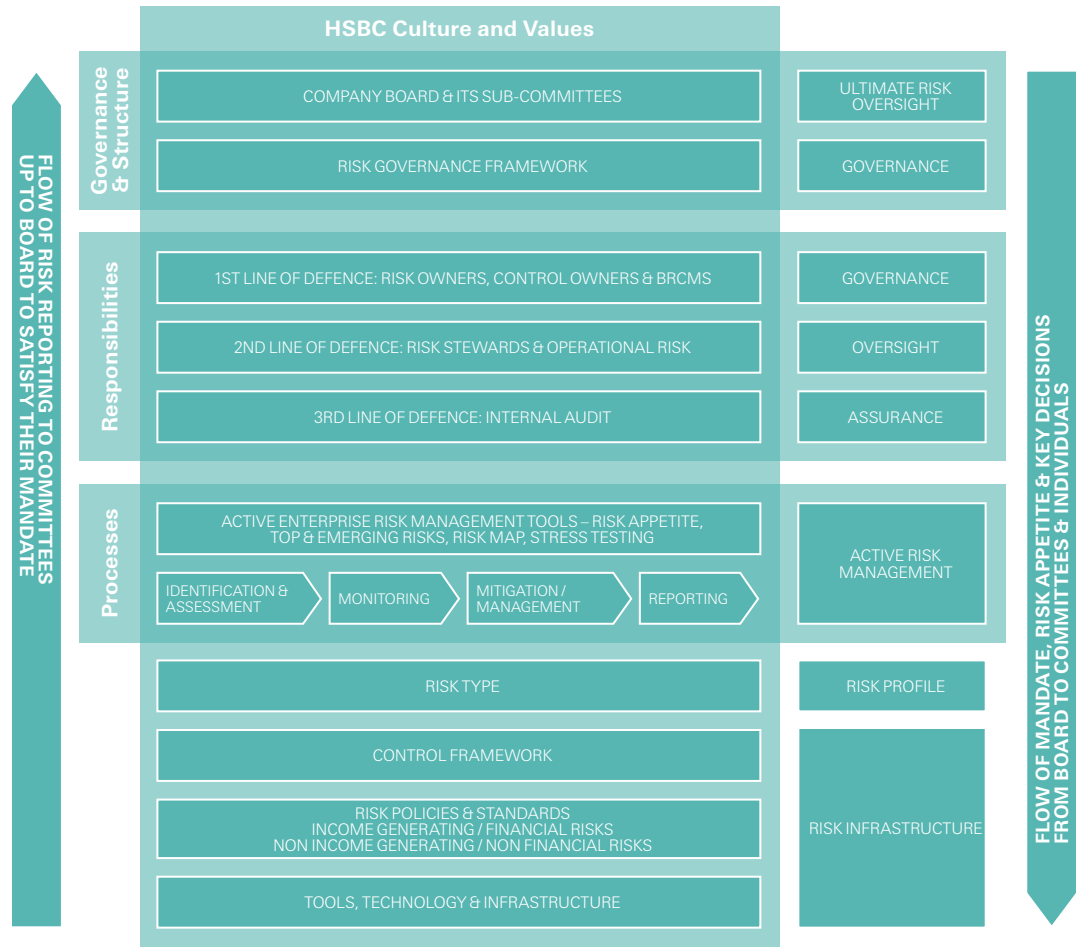 HSBC Culture and Values
Governance
& Structure
COMPANY BOARD & ITS SUB-COMMITTEES
ULTIMATE RISK
OVERSIGHT
RISK GOVERNANCE FRAMEWORK
GOVERNANCE
FLOW OF RISK REPORTING TO COMMITTEES
UP TO BOARD TO SATISFY THEIR MANDATE
Responsibilities
1ST LINE OF DEFENCE: RISK OWNERS, CONTROL OWNERS & BRCMS
GOVERNANCE
2ND LINE OF DEFENCE: RISK STEWARDS & OPERATIONAL RISK
OVERSIGHT
3RD LINE OF DEFENCE: INTERNAL AUDIT
ASSURANCE
FLOW OF MANDATE, RISK APPETITE & KEY DECISIONS
FROM BOARD TO COMMITTEES & INDIVIDUALS
Processes
ACTIVE ENTERPRISE RISK MANAGEMENT TOOLS – RISK APPETITE,
TOP & EMERGING RISKS, RISK MAP, STRESS TESTING
IDENTIFICATION &
ASSESSMENT
MONITORING
MITIGATION /
MANAGEMENT
REPORTING
ACTIVE RISK
MANAGEMENT
RISK TYPE
RISK PROFILE
CONTROL FRAMEWORK
RISK POLICIES & STANDARDS
INCOME GENERATING / FINANCIAL RISKS
NON INCOME GENERATING / NON FINANCIAL RISKS
RISK INFRASTRUCTURE
TOOLS, TECHNOLOGY & INFRASTRUCTURE